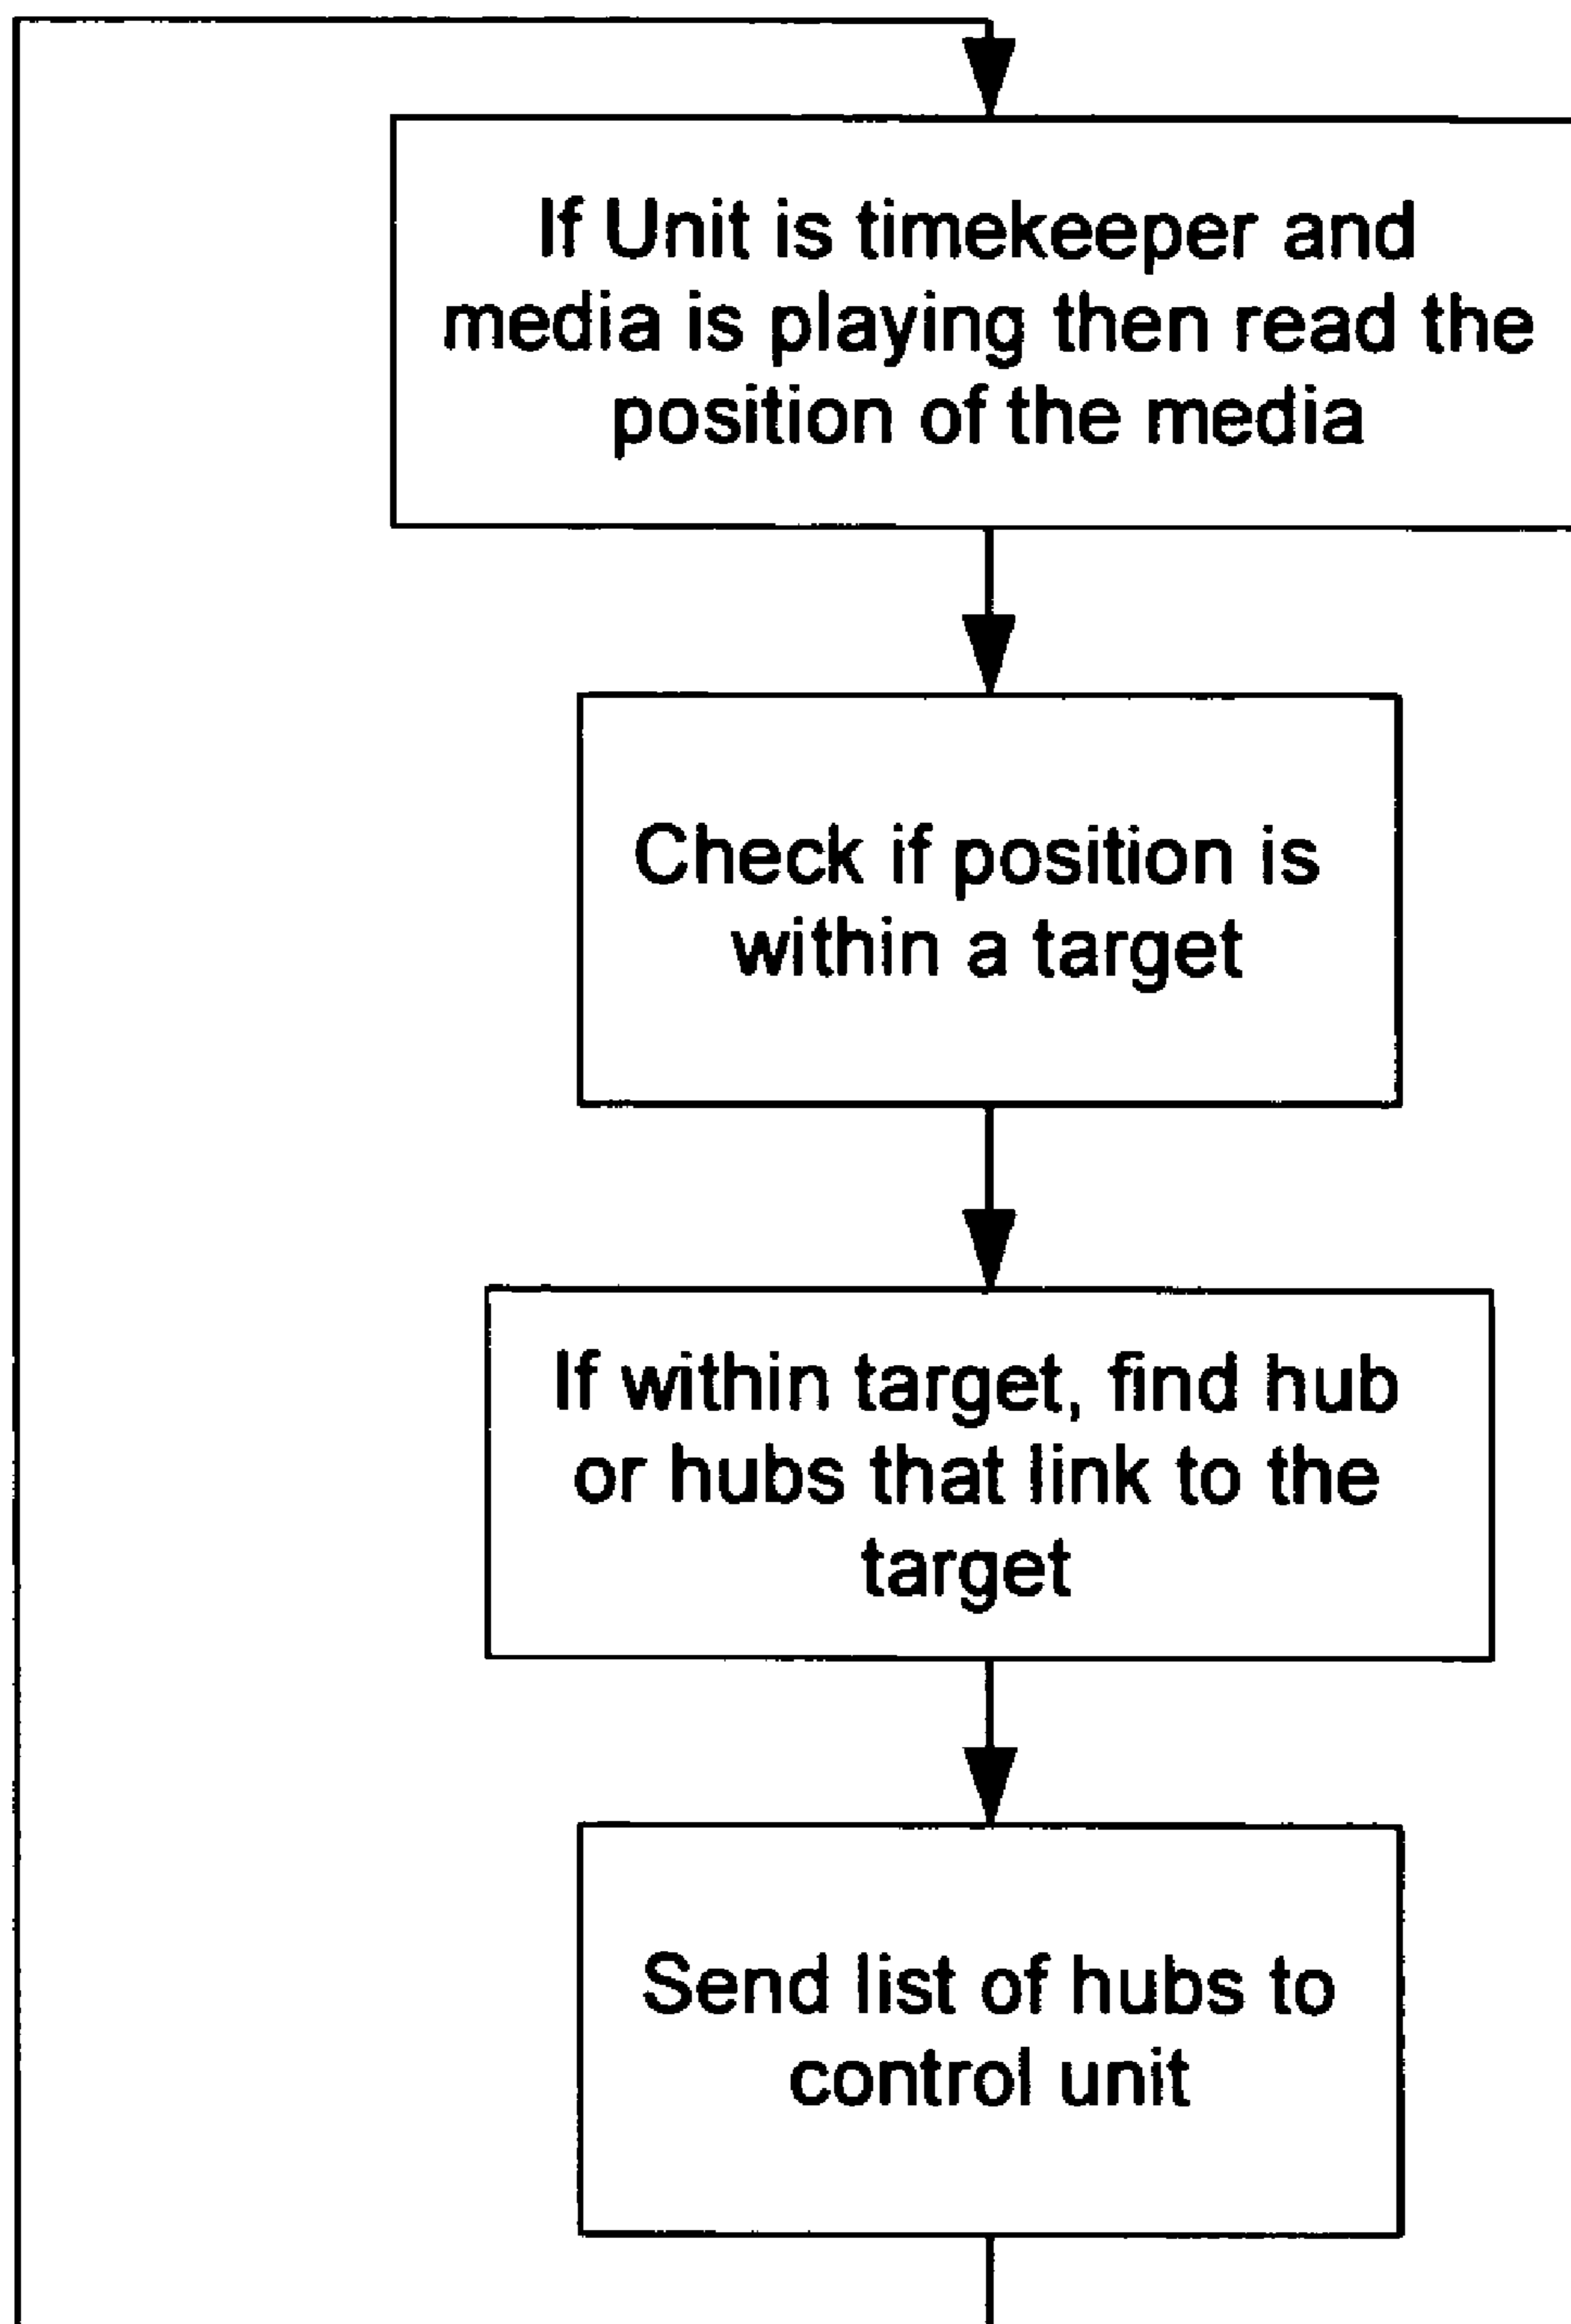 If Unit is timekeeper and
media is playing then read the
position of the media
Check if position is
within a target
If within target, find hub
or hubs that link to the
target
Send list of hubs to
control unit